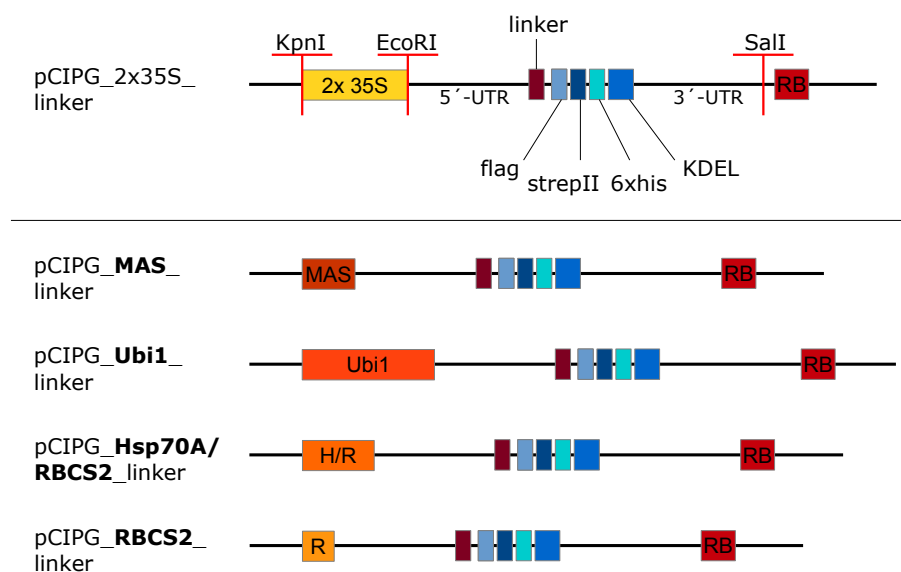 linker
KpnI EcoRI SalI
pCIPG_2x35S_
linker
2x 35S
5´-UTR
3´-UTR
RB
flag
strepII
6xhis
KDEL
pCIPG_MAS_
linker
MAS
RB
pCIPG_Ubi1_
linker
Ubi1
RB
pCIPG_Hsp70A/
RBCS2_linker
H/R
RB
pCIPG_RBCS2_
linker
R
RB